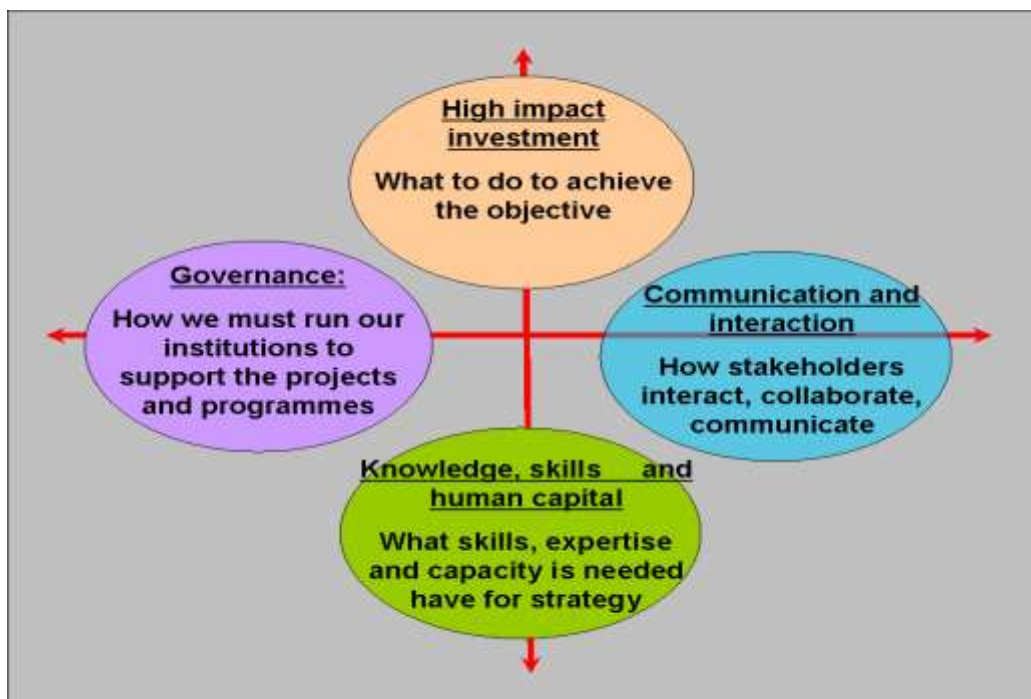 High impact
investment
What to do to achieve
the objective
Governance:
How we must run our
institutions to
support the projects
and programmes
Communication and
interaction
How stakeholders
interact, collaborate,
communicate
Knowledge, skills and
human capital
What skills, expertise
and capacity is needed
have for strategy